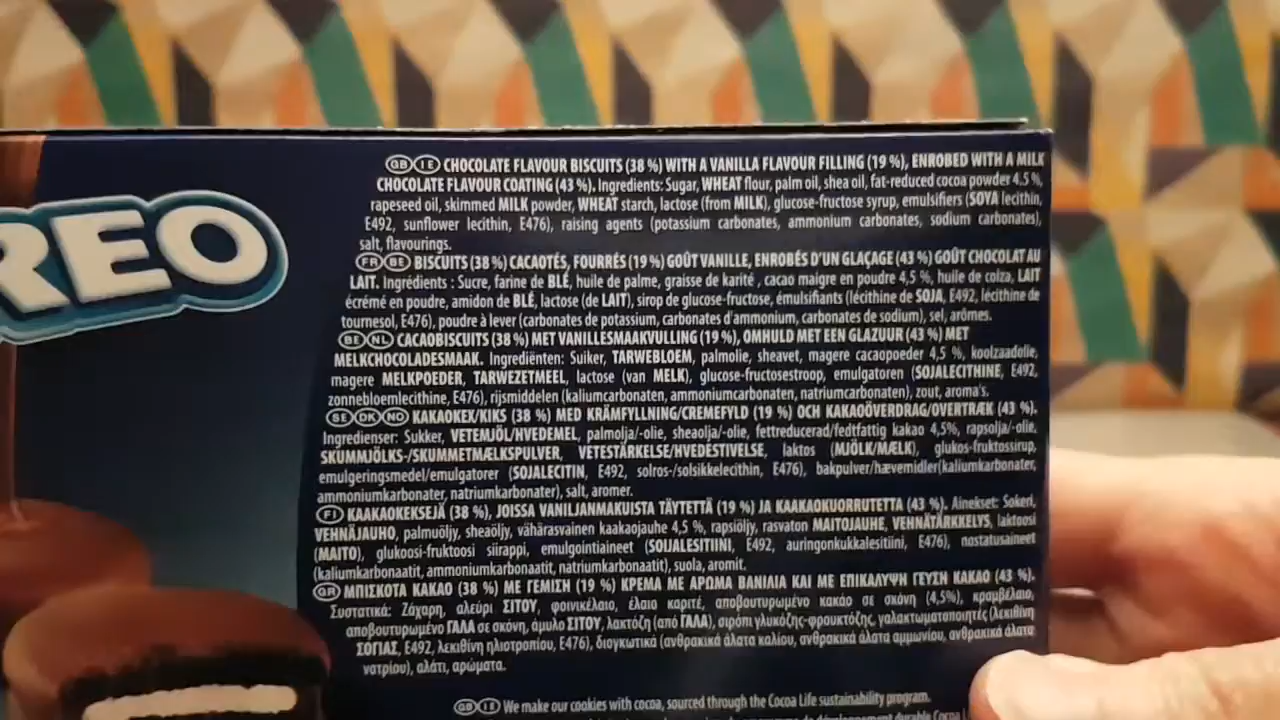 REO
GB IE CHOCOLATE FLAVOUR BISCUITS (38 %) WITH A VANILLA FLAVOUR FILLING (19 %), ENROBED WITH A MILK
CHOCOLATE FLAVOUR COATING (43 %). Ingredients: Sugar, WHEAT flour, palm oil, shea oil, fat-reduced cocoa powder 4,5 %,
rapeseed oil, skimmed MILK powder, WHEAT starch, lactose (from MILK), glucose-fructose syrup, emulsifiers (SOYA lecithin,
E492, sunflower lecithin, E476), raising agents (potassium carbonates, ammonium carbonates, sodium carbonates),
salt, flavourings.
FR BE BISCUITS (38 %) CACAOTÉS, FOURRÉS (19 %) GOÛT VANILLE, ENROBÉS D'UN GLAÇAGE (43 %) GOÛT CHOCOLAT AU
LAIT. Ingrédients : Sucre, farine de BLÉ, huile de palme, graisse de karité , cacao maigre en poudre 4,5 %, huile de colza, LAIT
écrémé en poudre, amidon de BLÉ, lactose (de LAIT), sirop de glucose-fructose, émulsifiants (lécithine de SOJA, E492, lécithine de
tournesol, E476), poudre à lever (carbonates de potassium, carbonates d'ammonium, carbonates de sodium), sel, arômes.
BE NL CACAOBISCUITS (38 %) MET VANILLESMAAKVULLING (19 %), OMHULD MET EEN GLAZUUR (43 %) MET
MELKCHOCOLADESMAAK. Ingrediënten: Suiker, TARWEBLOEM, palmolie, sheavet, magere cacaopoeder 4,5 %, koolzaadolie,
magere MELKPOEDER, TARWEZETMEEL, lactose (van MELK), glucose-fructosestroop, emulgatoren (SOJALECITHINE, E492,
zonnebloemlecithine, E476), rijsmiddelen (kaliumcarbonaten, ammoniumcarbonaten, natriumcarbonaten), zout, aroma's.
SE DK NO KAKAOKEX/KIKS (38 %) MED KRÄMFYLLNING/CREMEFYLD (19 %) OCH KAKAOÖVERDRAG/OVERTRÆK (43 %).
Ingredienser: Sukker, VETEMJÖL/HVEDEMEL, palmolja/-olie, sheaolja/-olie, fettreducerad/fedtfattig kakao 4,5%, rapsolja/-olie,
SKUMMJÖLKS-/SKUMMETMÆLKSPULVER, VETESTÄRKELSE/HVEDESTIVELSE, laktos (MJÖLK/MÆLK), glukos-fruktossirup,
emulgeringsmedel/emulgatorer (SOJALECITIN, E492, solros-/solsikkelecithin, E476), bakpulver/hævemidler(kaliumkarbonater,
ammoniumkarbonater, natriumkarbonater), salt, aromer.
FI KAAKAOKEKSEJÄ (38 %), JOISSA VANILJANMAKUISTA TÄYTETTÄ (19 %) JA KAAKAOKUORRUTETTA (43 %). Ainekset: Sokeri,
VEHNÄJAUHO, palmuöljy, sheaöljy, vähärasvainen kaakaojauhe 4,5 %, rapsiöljy, rasvaton MAITOJAUHE, VEHNÄTÄRKKELYS, laktoosi
(MAITO), glukoosi-fruktoosi siirappi, emulgointiaineet (SOIJALESITIINI, E492, auringonkukkalesitiini, E476), nostatusaineet
(kaliumkarbonaatit, ammoniumkarbonaatit, natriumkarbonaatit), suola, aromit.
GR ΜΠΙΣΚΟΤΑ ΚΑΚΑΟ (38 %) ΜΕ ΓΕΜΙΣΗ (19 %) ΚΡΕΜΑ ΜΕ ΑΡΩΜΑ ΒΑΝΙΛΙΑ ΚΑΙ ΜΕ ΕΠΙΚΑΛΥΨΗ ΓΕΥΣΗ ΚΑΚΑΟ (43 %).
Συστατικά: Ζάχαρη, αλεύρι ΣΙΤΟΥ, φοινικέλαιο, έλαιο καριτέ, αποβουτυρωμένο κακάο σε σκόνη (4,5%), κραμβέλαιο,
αποβουτυρωμένο ΓΑΛΑ σε σκόνη, άμυλο ΣΙΤΟΥ, λακτόζη (από ΓΑΛΑ), σιρόπι γλυκόζης-φρουκτόζης, γαλακτωματοποιητές (λεκιθίνη
ΣΟΓΙΑΣ, E492, λεκιθίνη ηλιοτροπίου, E476), διογκωτικά (ανθρακικά άλατα καλίου, ανθρακικά άλατα αμμωνίου, ανθρακικά άλατα
νατρίου), αλάτι, αρώματα.
GB IE We make our cookies with cocoa, sourced through the Cocoa Life sustainability program.
de développement durable Cocoa L